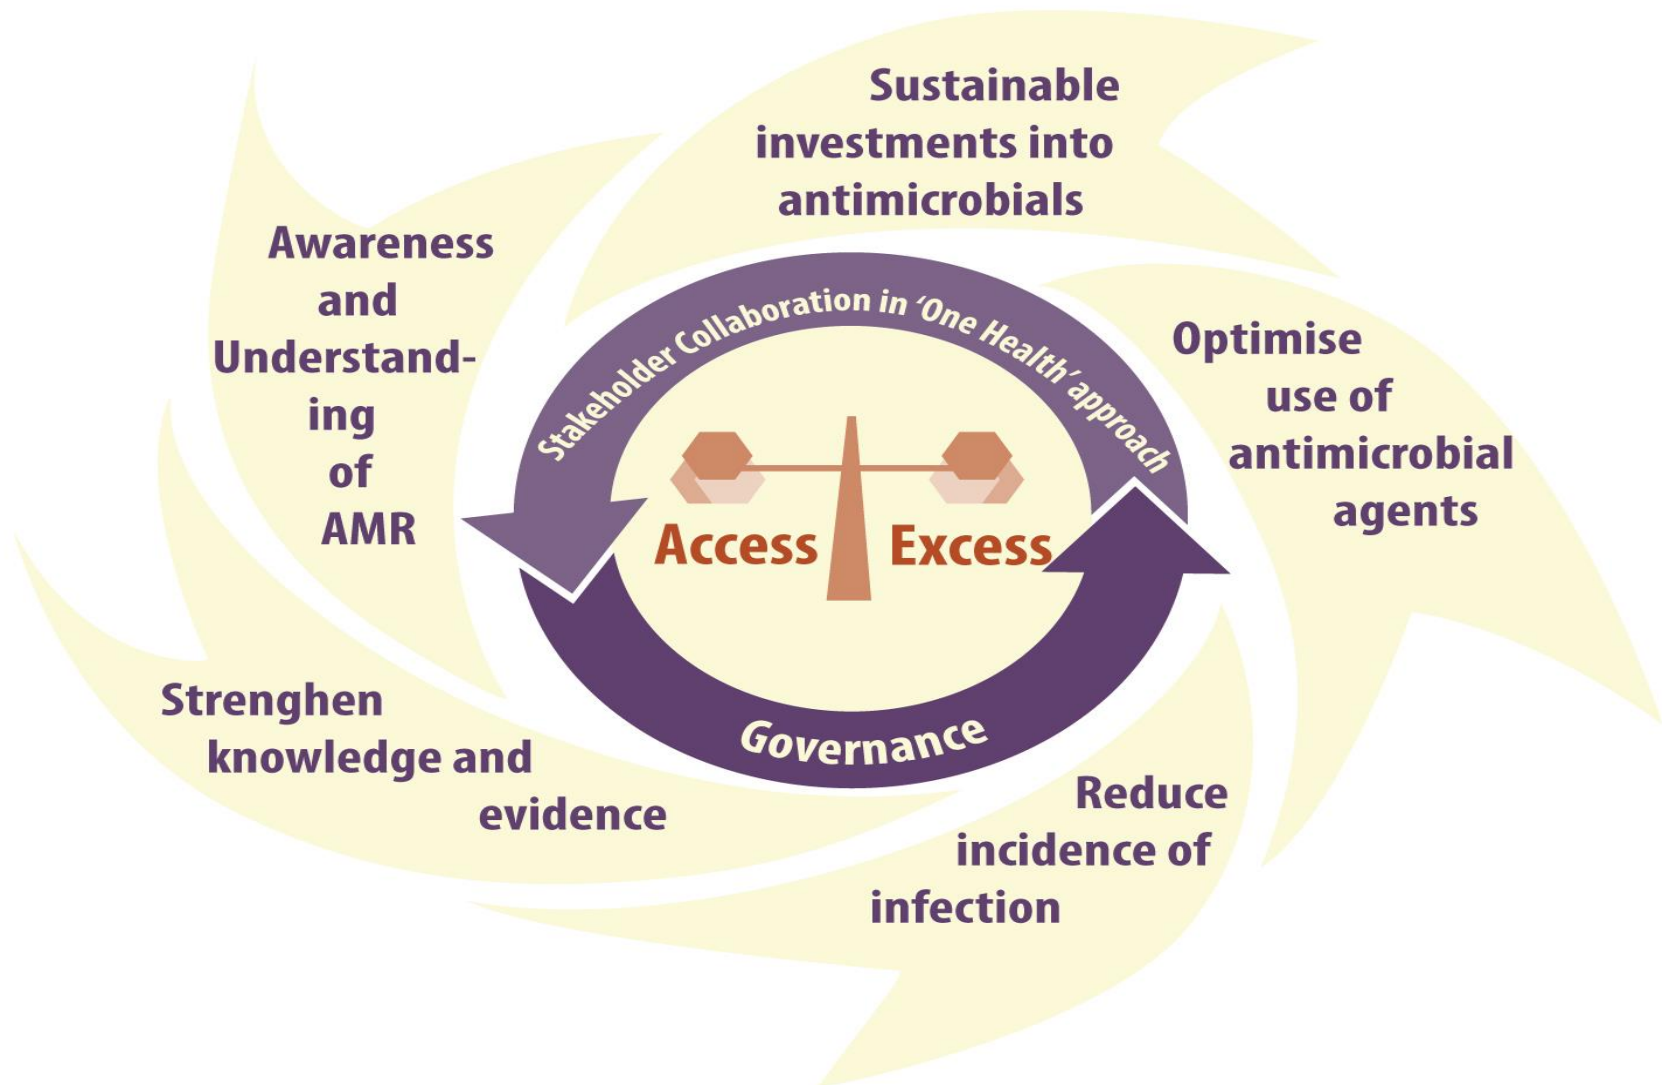 Sustainable
investments into
antimicrobials
Awareness
and
Understand-
ing
of
AMR
Stakeholder Collaboration in ‘One Health’ approach
Optimise
use of
antimicrobial
agents
Access
Excess
Strenghen
knowledge and
evidence
Governance
Reduce
incidence of
infection